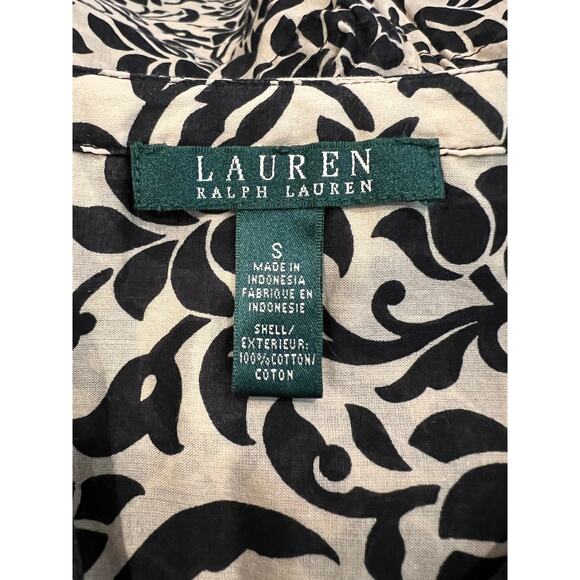 LAUREN
RALPH LAUREN
S
MADE IN
INDONESIA
FABRIQUE EN
INDONESIE
SHELL/
EXTERIEUR:
100%COTTON/
COTON